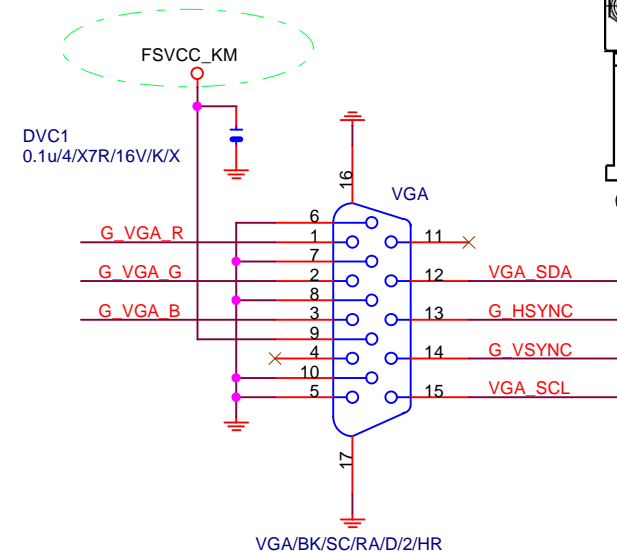 FSVCC_KM
DVC1
0.1u/4/X7R/16V/K/X
16
VGA
6
G_VGA_R
1
11
7
G_VGA_G
2
12
VGA_SDA
8
G_VGA_B
3
13
G_HSYNC
9
4
14
G_VSYNC
10
5
15
VGA_SCL
17
VGA/BK/SC/RA/D/2/HR